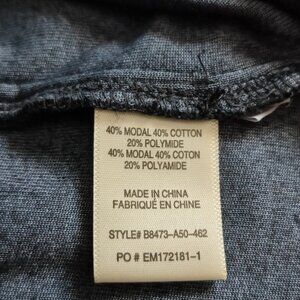 40% MODAL 40% COTTON
20% POLYMIDE
40% MODAL 40% COTON
20% POLYAMIDE
MADE IN CHINA
FABRIQUÉ EN CHINE
STYLE# B8473-A50-462
PO # EM172181-1